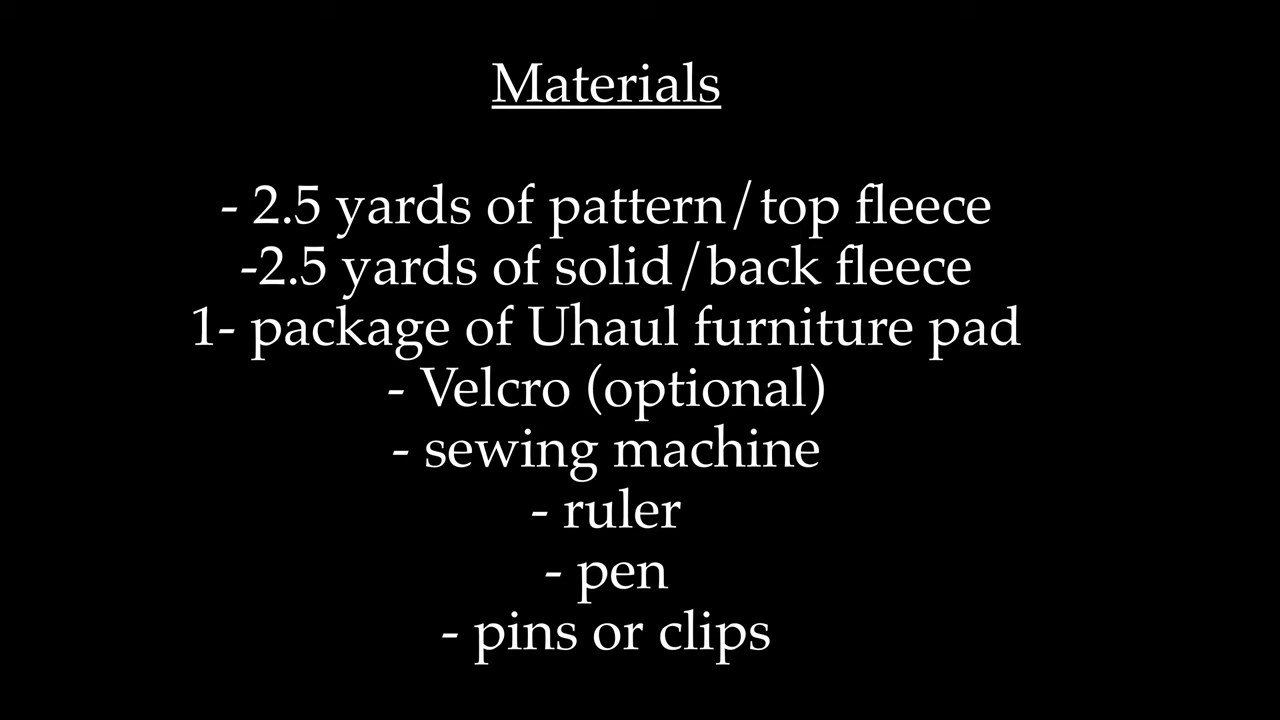 Materials
- 2.5 yards of pattern/top fleece
-2.5 yards of solid/back fleece
1- package of Uhaul furniture pad
- Velcro (optional)
- sewing machine
- ruler
- pen
- pins or clips